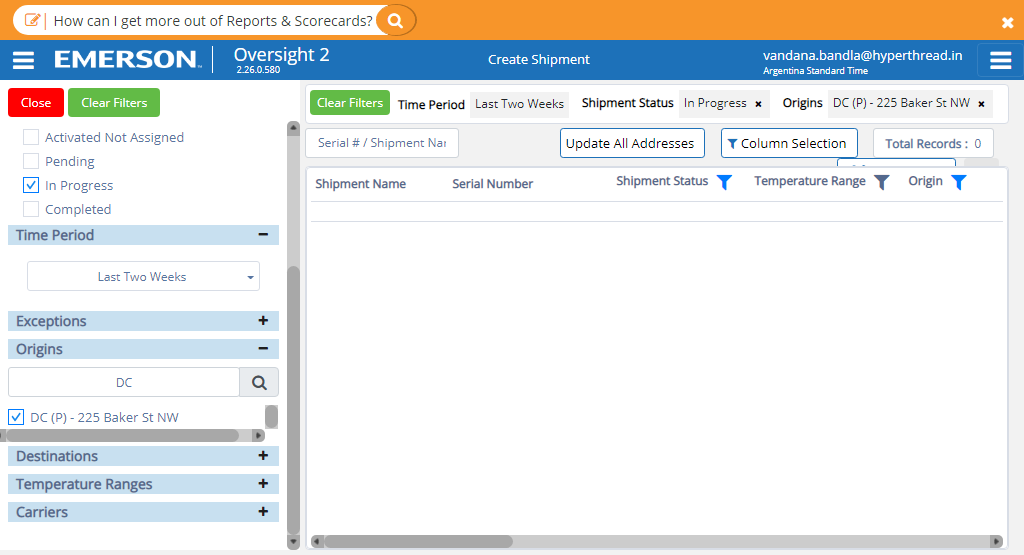 How can I get more out of Reports & Scorecards?
EMERSON
Oversight 2
2.26.0.580
Create Shipment
vandana.bandla@hyperthread.in
Argentina Standard Time
Close
Clear Filters
Activated Not Assigned
Pending
In Progress
Completed
Time Period
Last Two Weeks
Exceptions
Origins
DC
DC (P) - 225 Baker St NW
Destinations
Temperature Ranges
Carriers
Clear Filters Time Period Last Two Weeks Shipment Status In Progress × Origins DC (P) - 225 Baker St NW ×
Serial # / Shipment Nar Update All Addresses Column Selection Total Records : 0
Shipment Name Serial Number Shipment Status Temperature Range Origin